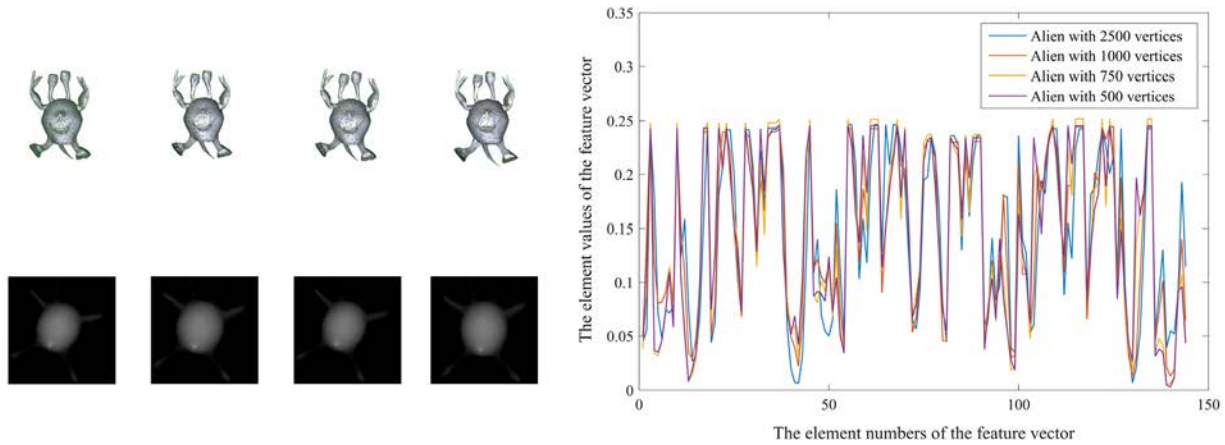 0.35
0.3
0.25
0.2
0.15
0.1
0.05
0
0
50
100
150
The element values of the feature vector
The element numbers of the feature vector
Alien with 2500 vertices
Alien with 1000 vertices
Alien with 750 vertices
Alien with 500 vertices